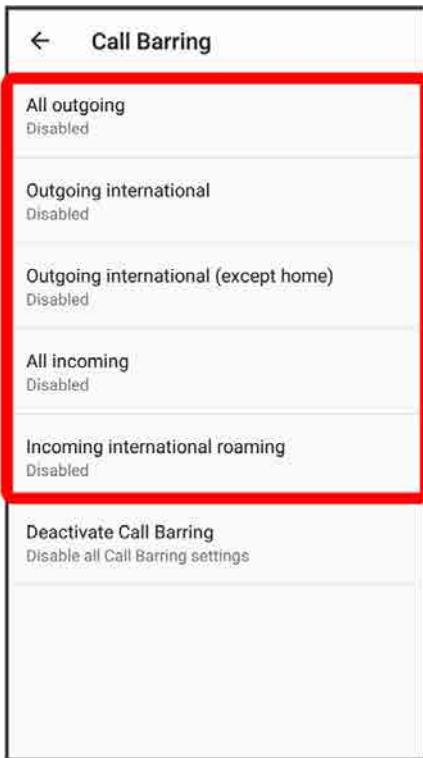 Call Barring
All outgoing
Disabled
Outgoing international
Disabled
Outgoing international (except home)
Disabled
All incoming
Disabled
Incoming international roaming
Disabled
Deactivate Call Barring
Disable all Call Barring settings